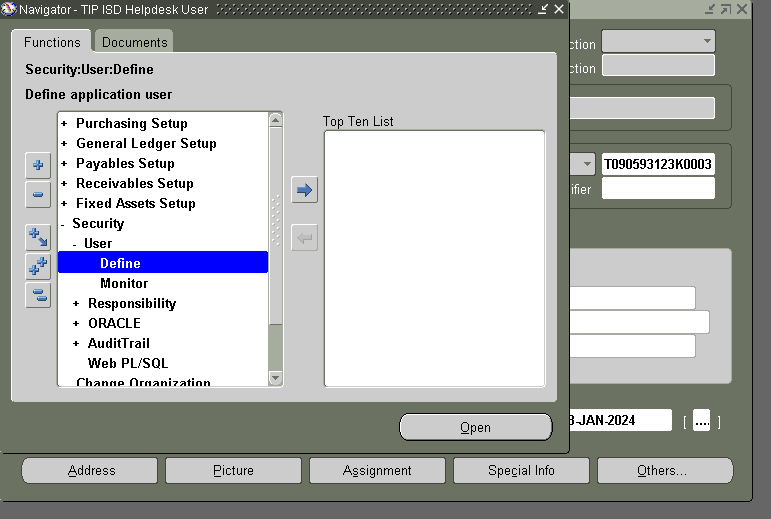 Navigator - TIP ISD Helpdesk User
Functions
Documents
Security:User:Define
Define application user
+ Purchasing Setup
+ General Ledger Setup
+ Payables Setup
+ Receivables Setup
+ Fixed Assets Setup
- Security
- User
Define
Monitor
+ Responsibility
+ ORACLE
+ AuditTrail
Web PL/SQL
Change Organization
Top Ten List
Open
ction
ction
T090593123K0003
ifier
-JAN-2024
[ .... ]
Address
Picture
Assignment
Special Info
Others...